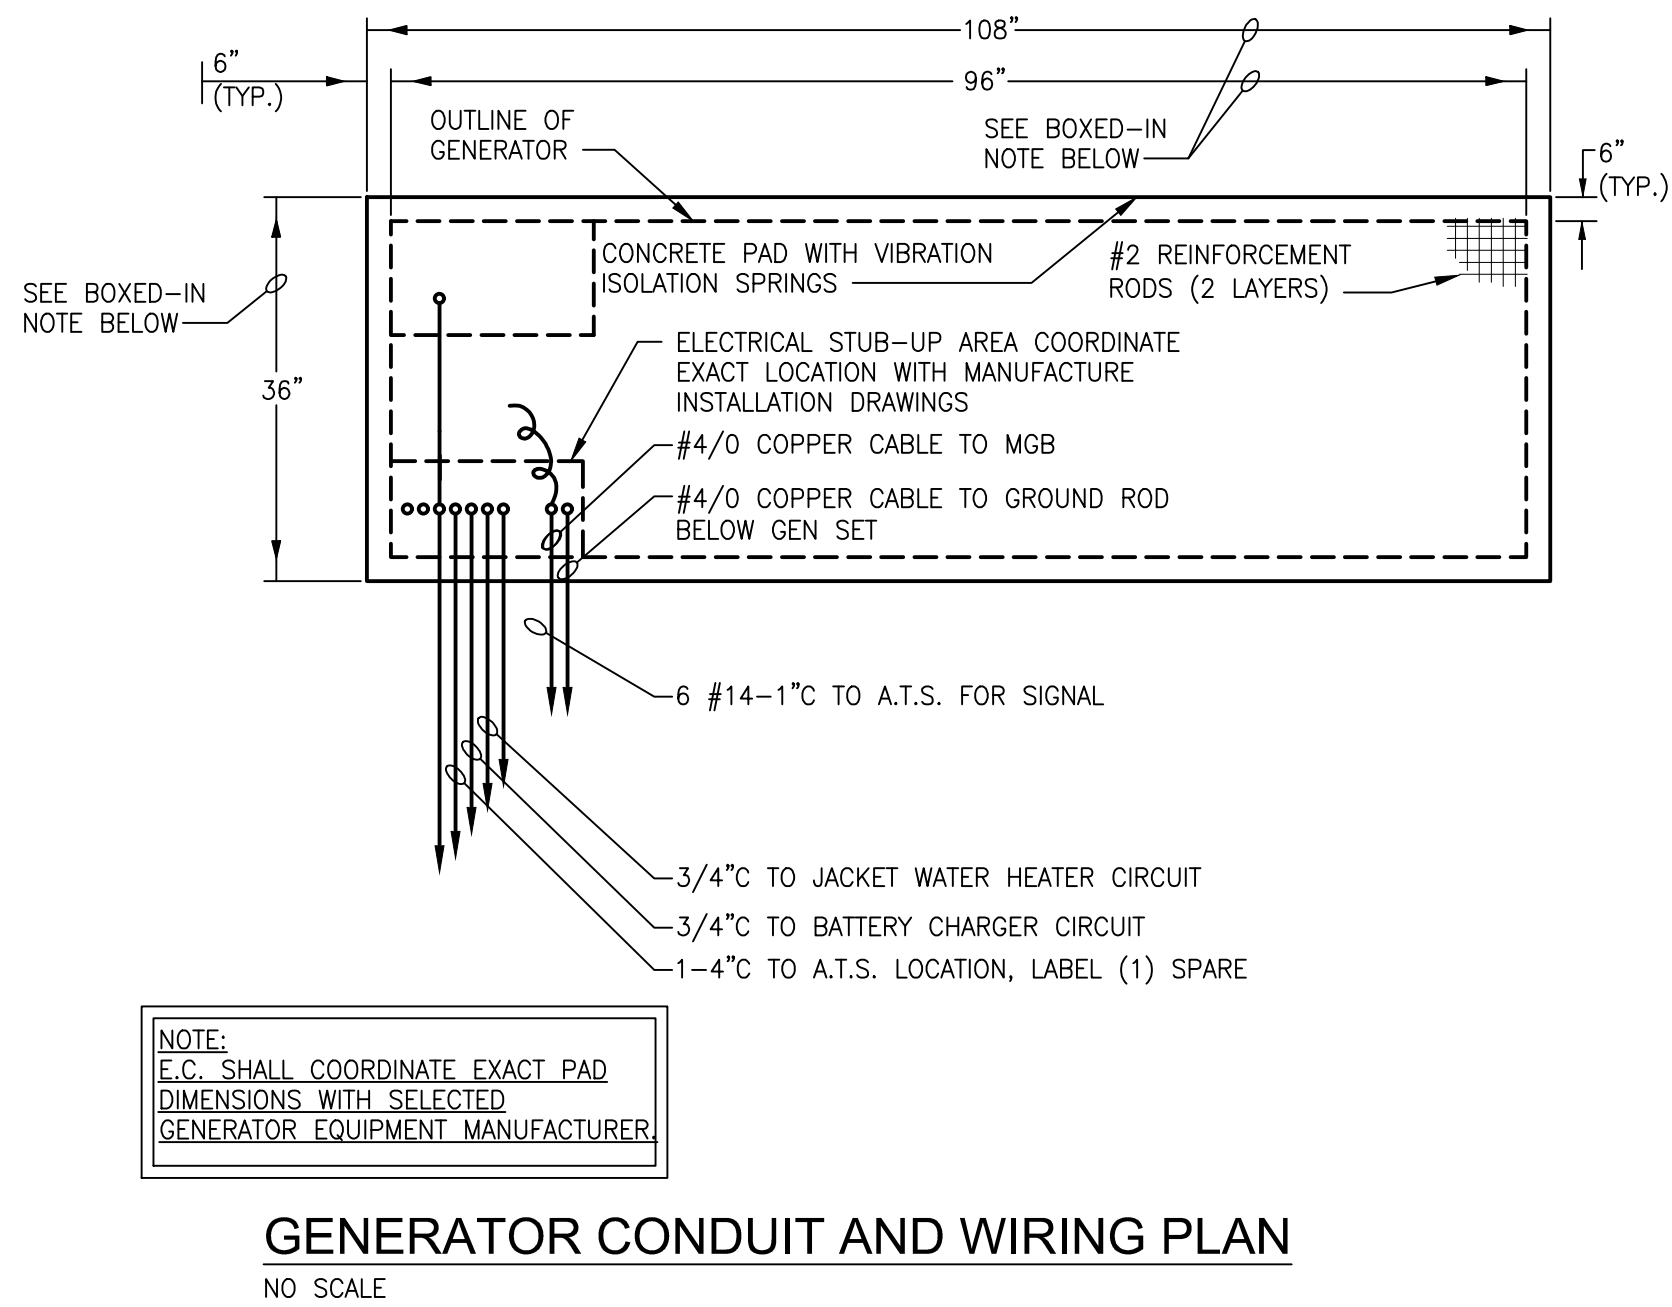 108”
6”
(TYP.)
96”
OUTLINE OF
GENERATOR
SEE BOXED-IN
NOTE BELOW
6”
(TYP.)
CONCRETE PAD WITH VIBRATION
ISOLATION SPRINGS
#2 REINFORCEMENT
RODS (2 LAYERS)
SEE BOXED-IN
NOTE BELOW
36”
ELECTRICAL STUB-UP AREA COORDINATE
EXACT LOCATION WITH MANUFACTURE
INSTALLATION DRAWINGS
#4/0 COPPER CABLE TO MGB
#4/0 COPPER CABLE TO GROUND ROD
BELOW GEN SET
6 #14-1”C TO A.T.S. FOR SIGNAL
3/4”C TO JACKET WATER HEATER CIRCUIT
3/4”C TO BATTERY CHARGER CIRCUIT
1-4”C TO A.T.S. LOCATION, LABEL (1) SPARE
NOTE:
E.C. SHALL COORDINATE EXACT PAD
DIMENSIONS WITH SELECTED
GENERATOR EQUIPMENT MANUFACTURER.
GENERATOR CONDUIT AND WIRING PLAN
NO SCALE